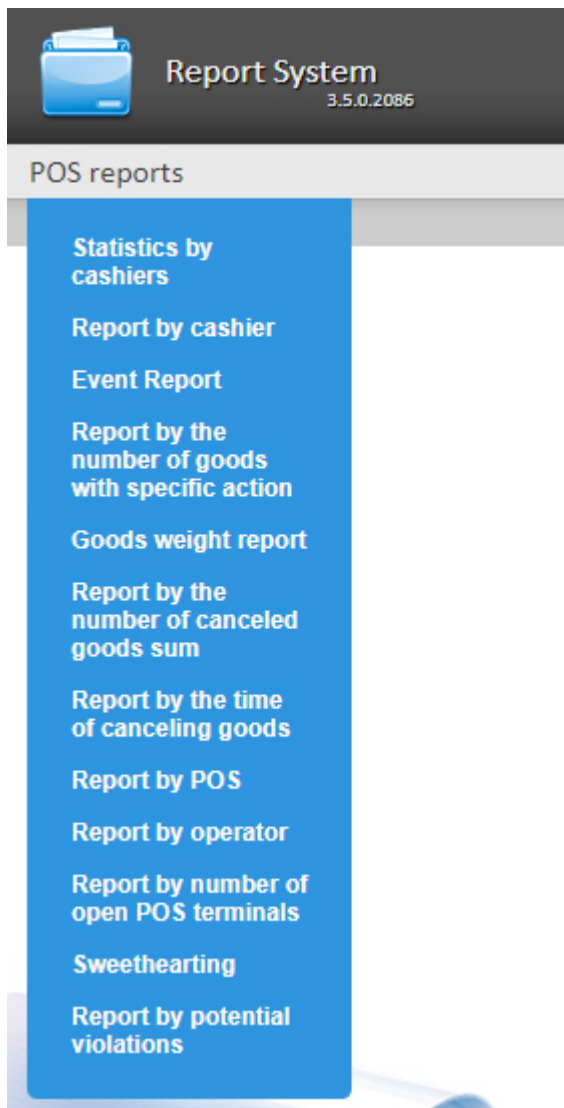 Report System
3.5.0.2086
POS reports
Statistics by
cashiers
Report by cashier
Event Report
Report by the
number of goods
with specific action
Goods weight report
Report by the
number of canceled
goods sum
Report by the time
of canceling goods
Report by POS
Report by operator
Report by number of
open POS terminals
Sweethearting
Report by potential
violations